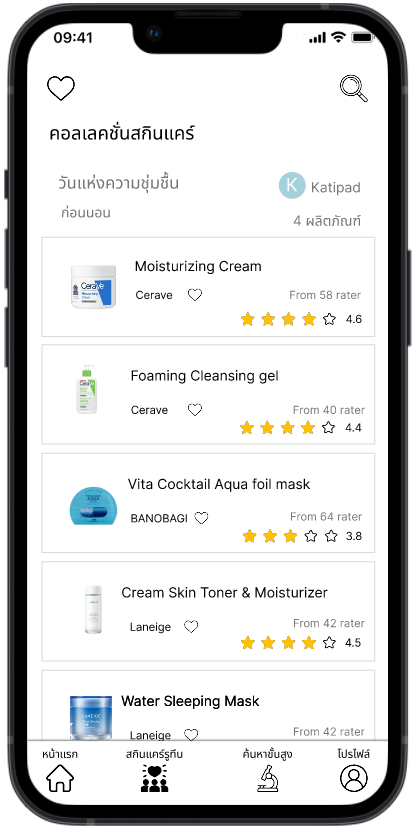 09:41
คอลเลคชั่นสกินแคร์
วันแห่งความชุ่มชื้น
K Katipad
ก่อนนอน
4 ผลิตภัณฑ์
Moisturizing Cream
Cerave
From 58 rater
4.6
Foaming Cleansing gel
Cerave
From 40 rater
4.4
Vita Cocktail Aqua foil mask
BANOBAGI
From 64 rater
3.8
Cream Skin Toner & Moisturizer
Laneige
From 42 rater
4.5
Water Sleeping Mask
Laneige
From 42 rater
หน้าแรก สกินแคร์รูทีน ค้นหาขั้นสูง โปรไฟล์